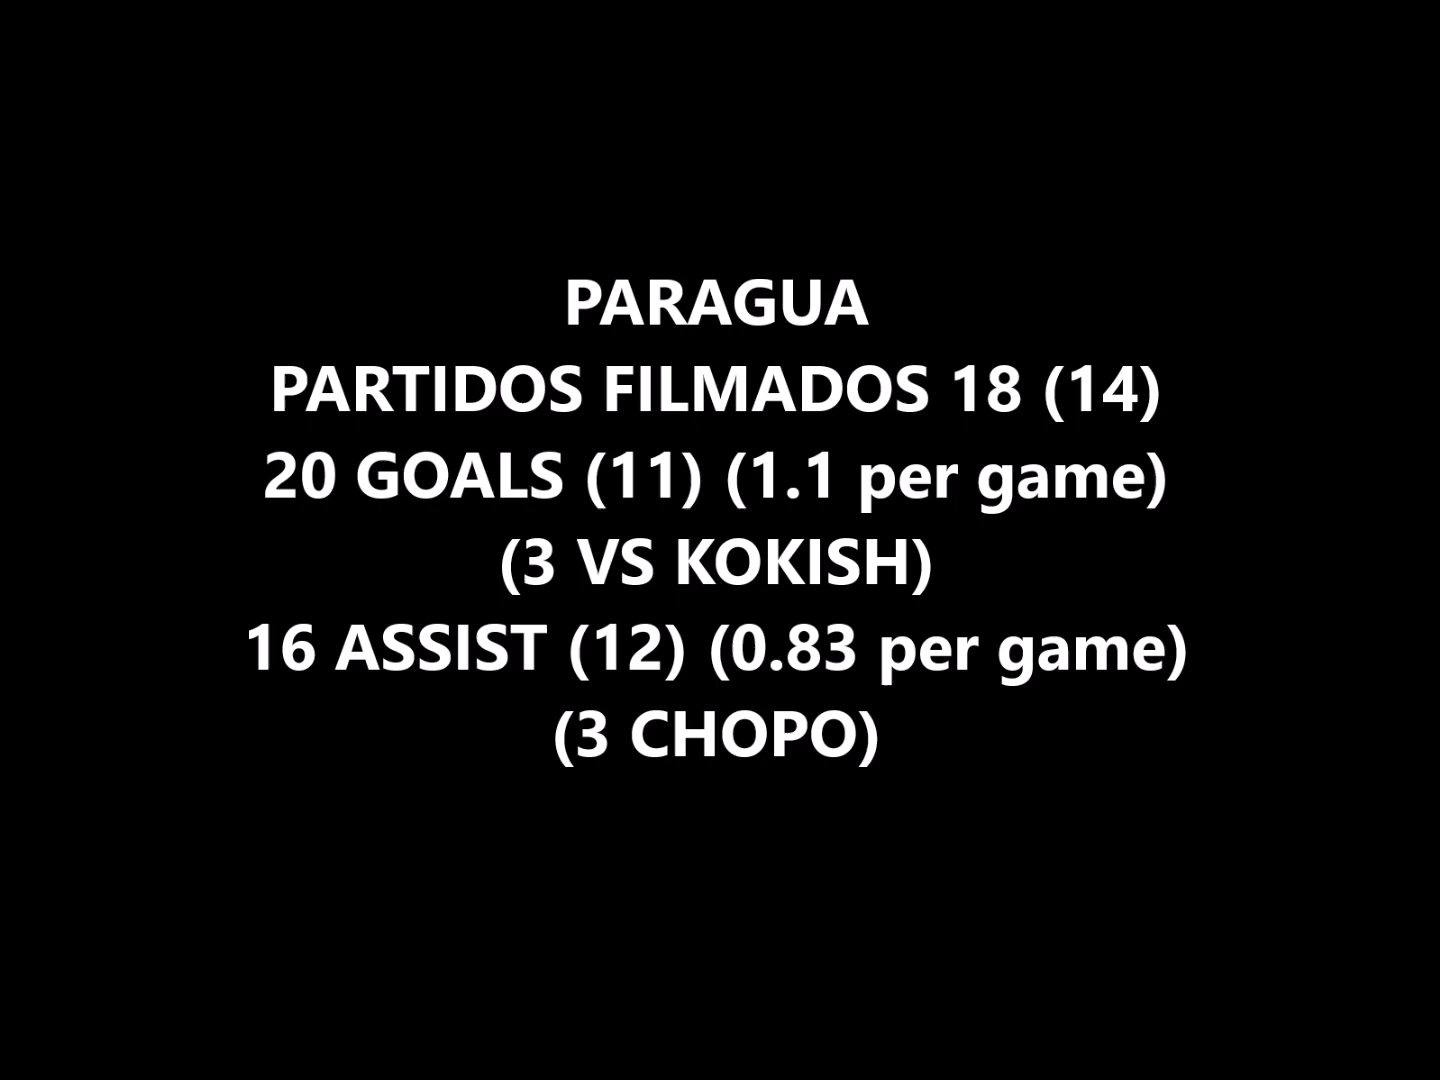 PARAGUA
PARTIDOS FILMADOS 18 (14)
20 GOALS (11) (1.1 per game)
(3 VS KOKISH)
16 ASSIST (12) (0.83 per game)
(3 CHOPO)